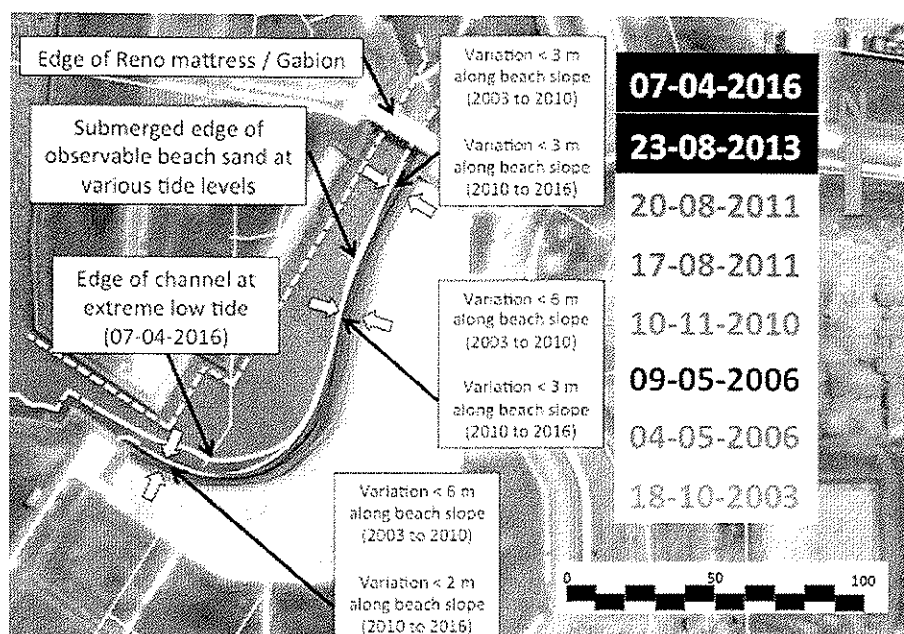 Edge of Reno mattress / Gabion
Submerged edge of
observable beach sand at
various tide levels
Edge of channel at
extreme low tide
(07-04-2016)
Variation < 3 m
along beach slope
(2003 to 2010)
Variation < 3 m
along beach slope
(2010 to 2016)
Variation < 6 m
along beach slope
(2003 to 2010)
Variation < 3 m
along beach slope
(2010 to 2016)
Variation < 6 m
along beach slope
(2003 to 2010)
Variation < 2 m
along beach slope
(2010 to 2016)
07-04-2016
23-08-2013
20-08-2011
17-08-2011
10-11-2010
09-05-2006
04-05-2006
18-10-2003
0 50 100